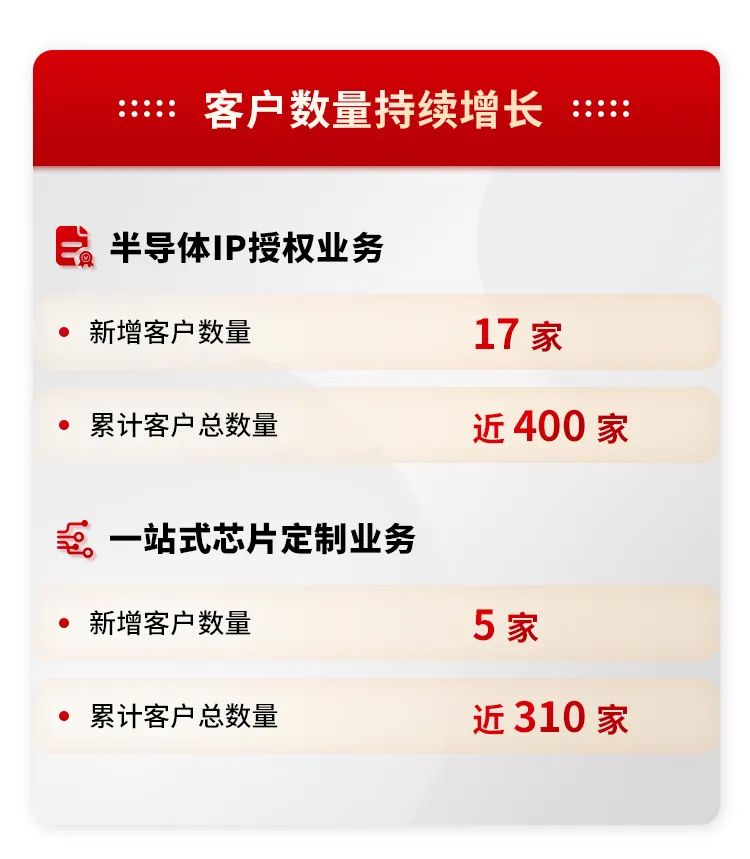 客户数量持续增长
半导体IP授权业务
新增客户数量 17 家
累计客户总数量 近 400 家
一站式芯片定制业务
新增客户数量 5 家
累计客户总数量 近 310 家